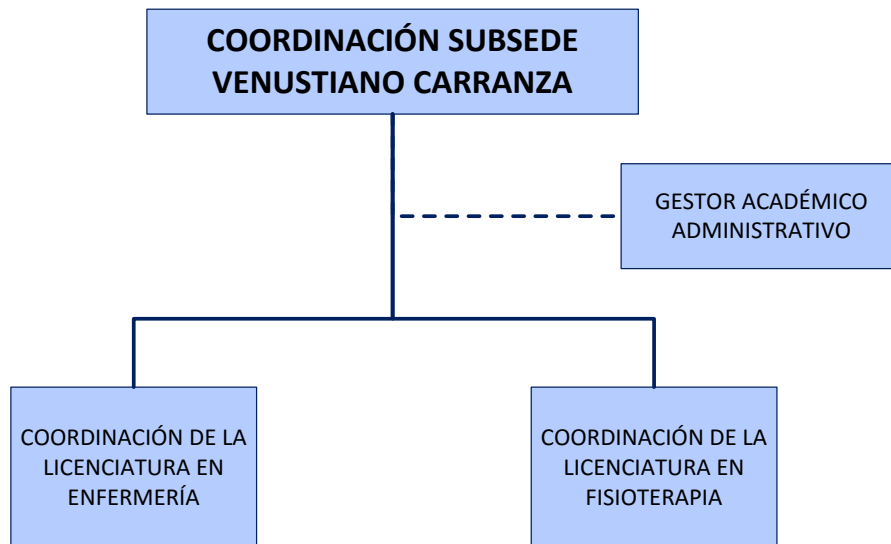 COORDINACIÓN SUBSEDE
VENUSTIANO CARRANZA
GESTOR ACADÉMICO
ADMINISTRATIVO
COORDINACIÓN DE LA
LICENCIATURA EN
ENFERMERÍA
COORDINACIÓN DE LA
LICENCIATURA EN
FISIOTERAPIA